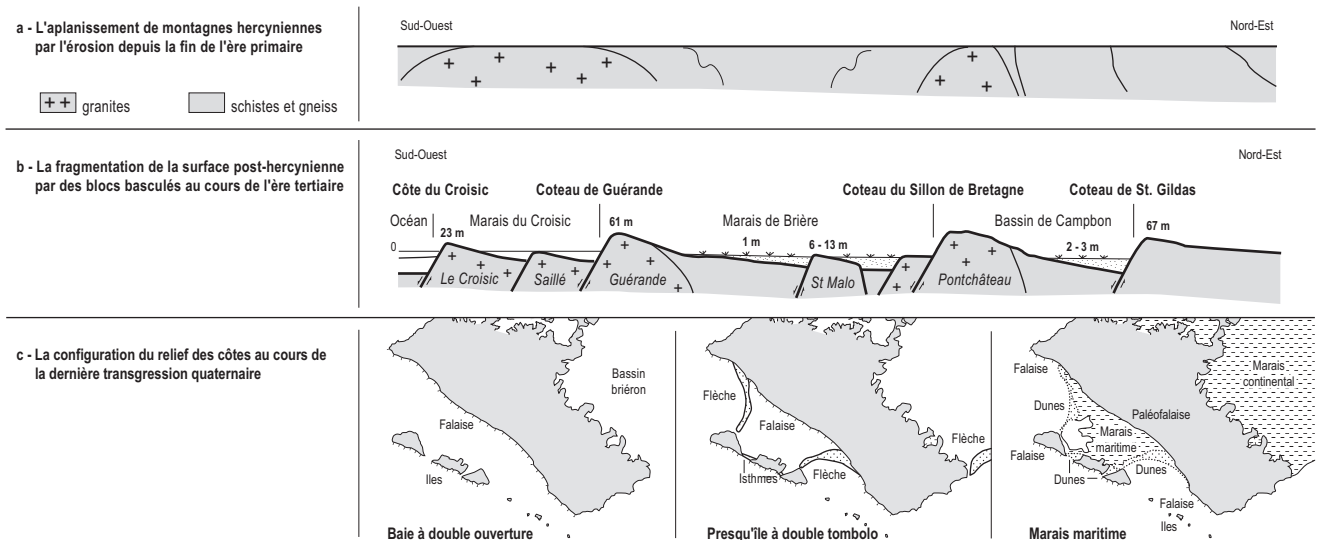 a - L'aplanissement de montagnes hercyniennes
par l'érosion depuis la fin de l'ère primaire
++ granites
schistes et gneiss
Sud-Ouest
Nord-Est
b - La fragmentation de la surface post-hercynienne
par des blocs basculés au cours de l'ère tertiaire
Sud-Ouest
Nord-Est
Côte du Croisic
Coteau de Guérande
Coteau du Sillon de Bretagne
Coteau de St. Gildas
Océan
Marais du Croisic
Marais de Brière
Bassin de Campbon
0
23 m
61 m
1 m
6 - 13 m
2 - 3 m
67 m
Le Croisic
Saillé
Guérande
St Malo
Pontchâteau
c - La configuration du relief des côtes au cours de
la dernière transgression quaternaire
Bassin
briéron
Falaise
Iles
Baie à double ouverture
Flèche
Falaise
Flèche
Isthmes
Flèche
Presqu'île à double tombolo
Falaise
Marais
continental
Dunes
Paléofalaise
Marais
maritime
Falaise
Dunes
Dunes
Falaise
Iles
Marais maritime